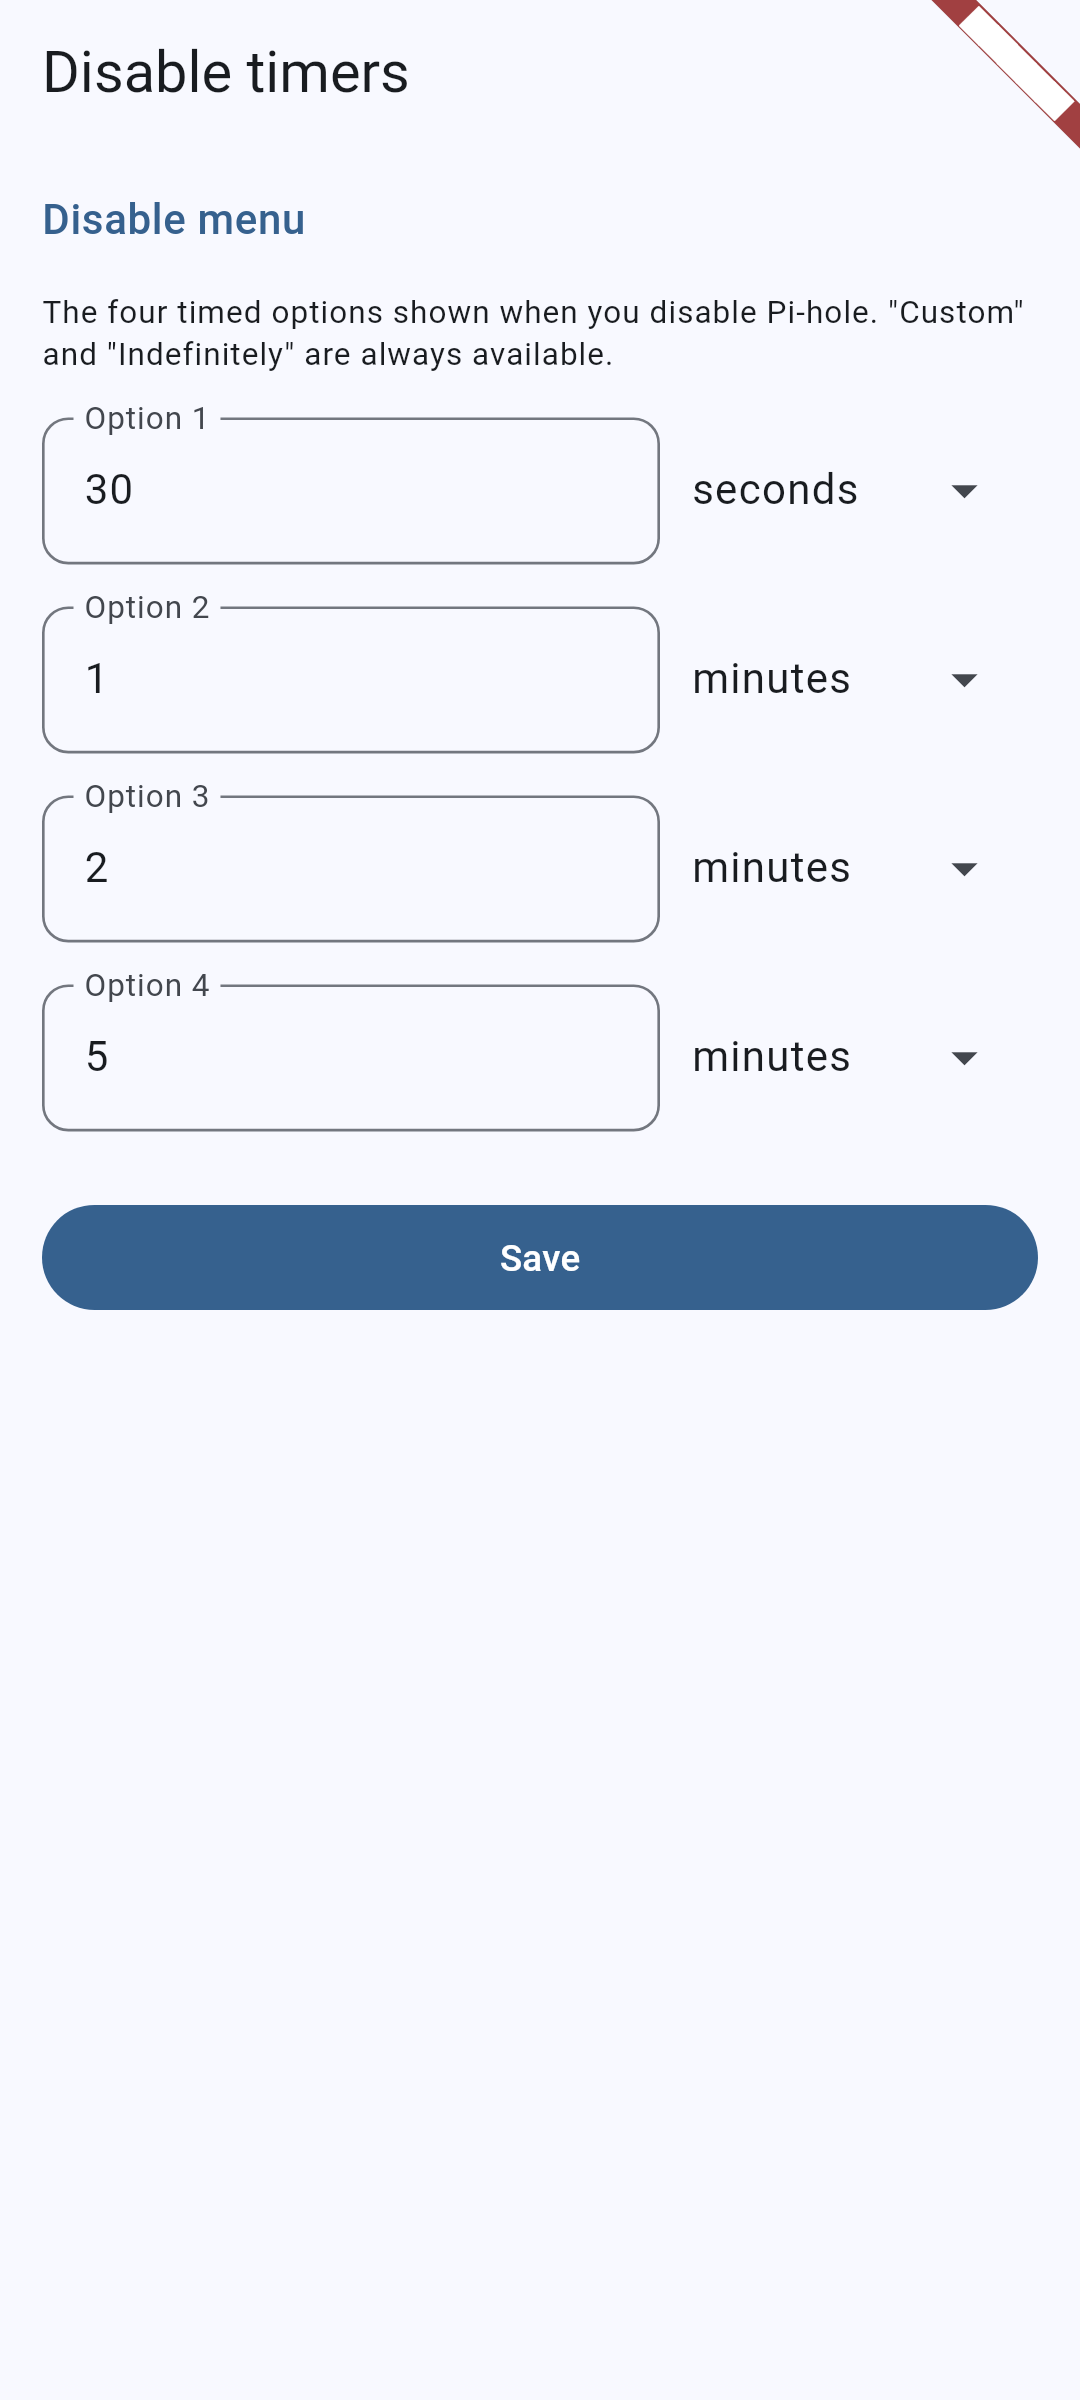 Disable timers
Disable menu
The four timed options shown when you disable Pi-hole. "Custom"
and "Indefinitely" are always available.
Option 1
30
seconds
Option 2
1
minutes
Option 3
2
minutes
Option 4
5
minutes
Save